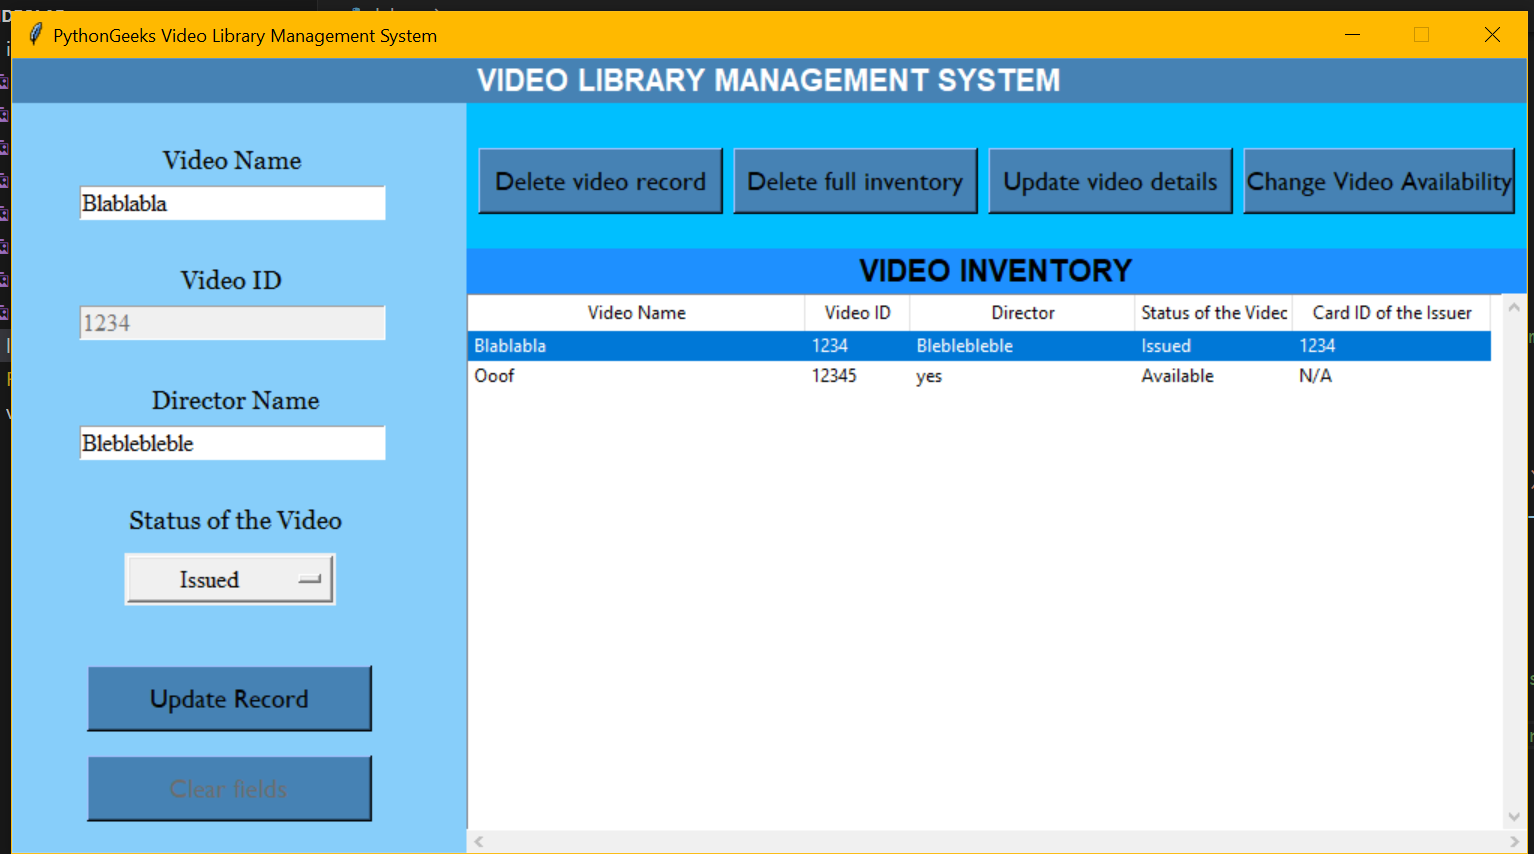 PythonGeeks Video Library Management System
VIDEO LIBRARY MANAGEMENT SYSTEM
Video Name
Blablabla
Video ID
1234
Director Name
Bleblebleble
Status of the Video
Issued
Update Record
Clear fields
Delete video record Delete full inventory Update video details Change Video Availability
VIDEO INVENTORY
Video Name Video ID Director Status of the Videc Card ID of the Issuer
Blablabla 1234 Bleblebleble Issued 1234
Ooof 12345 yes Available N/A